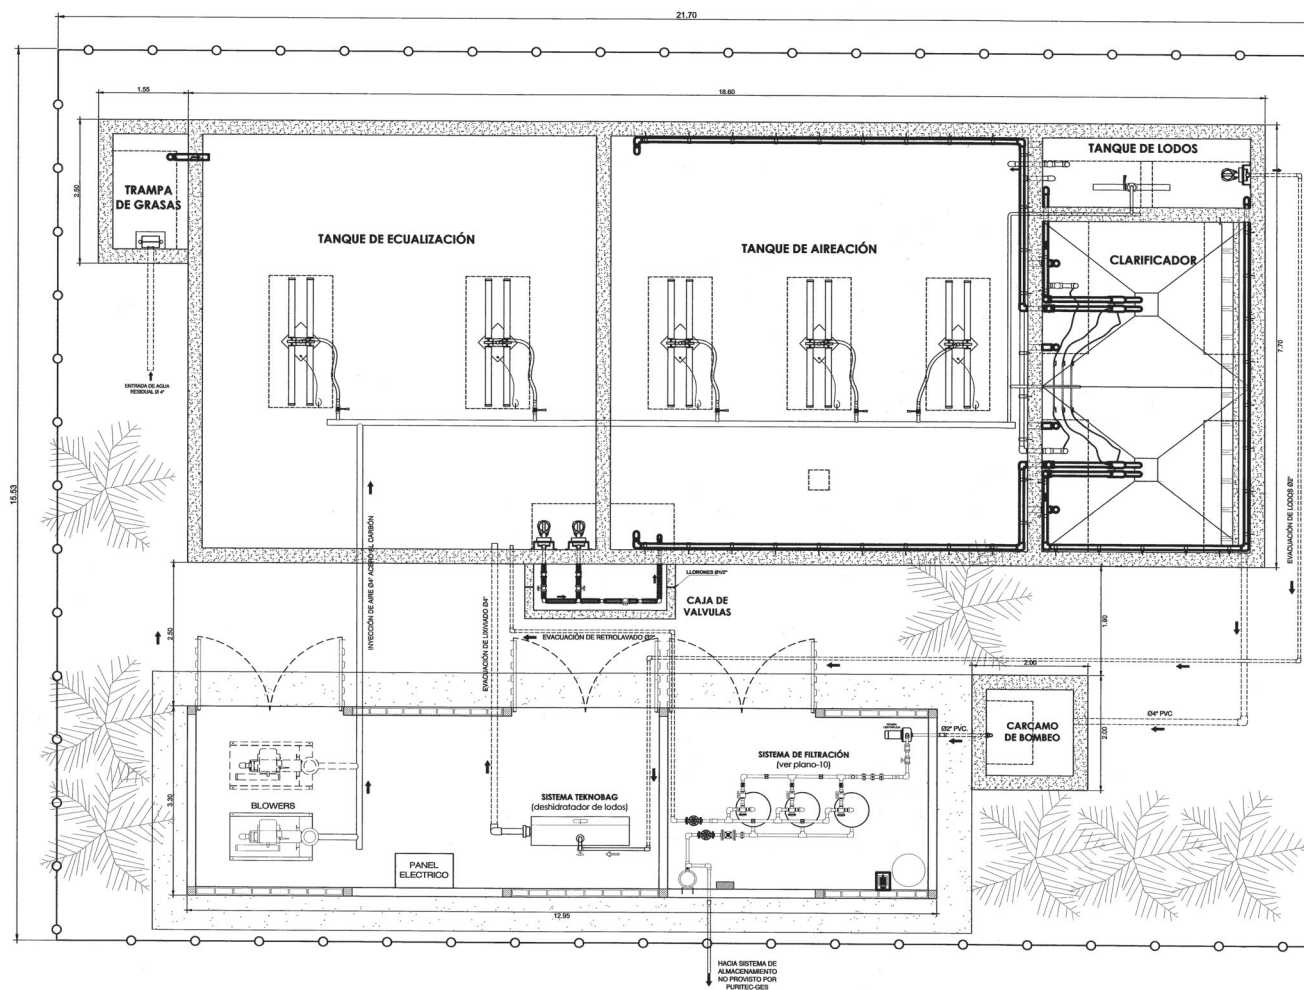 21.70
1.55
18.60
TANQUE DE LODOS
TRAMPA
DE GRASAS
2.50
TANQUE DE ECUALIZACIÓN
TANQUE DE AIREACIÓN
CLARIFICADOR
7.70
ENTRADA DE AGUA
RESIDUAL Ø 4"
15.53
INYECCIÓN DE AIRE Ø4" ACERO AL CARBÓN
EVACUACIÓN DE LODOS Ø2"
LLORONES Ø1/2"
CAJA DE
VALVULAS
2.50
EVACUACIÓN DE LIXIVIADO Ø4"
EVACUACIÓN DE RETROLAVADO Ø2"
1.90
2.00
Ø4" PVC
CARCAMO
DE BOMBEO
2.00
Ø2" PVC.
SISTEMA DE FILTRACIÓN
(ver plano-10)
SISTEMA TEKNOBAG
(deshidratador de lodos)
BLOWERS
3.30
PANEL
ELECTRICO
12.95
HACIA SISTEMA DE
ALMACENAMIENTO
NO PROVISTO POR
PURITEC-GES